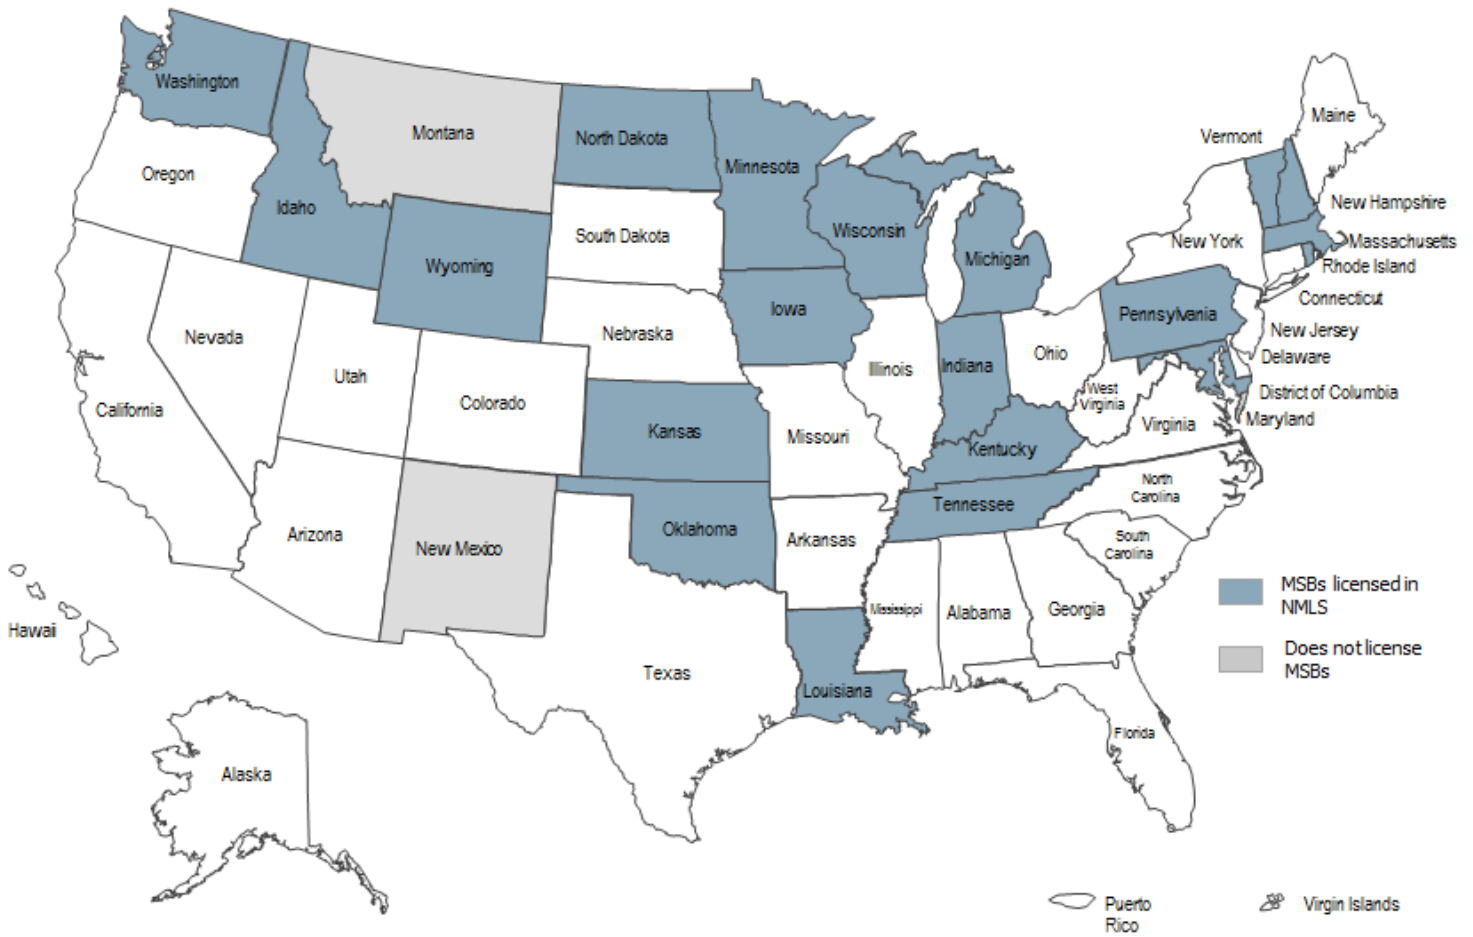 Washington
Montana
North Dakota
Minnesota
Maine
Vermont
Oregon
Idaho
South Dakota
Wisconsin
Michigan
New York
New Hampshire
Massachusetts
Rhode Island
Wyoming
Connecticut
Iowa
Pennsylvania
New Jersey
Nevada
Nebraska
Ohio
Delaware
Utah
Illinois
Indiana
West
Virginia
District of Columbia
California
Colorado
Kansas
Missouri
Kentucky
Virginia
Maryland
North
Carolina
Tennessee
Arizona
New Mexico
Oklahoma
Arkansas
South
Carolina
Mississippi
Alabama
Georgia
MSBs licensed in
NMLS
Hawaii
Does not license
MSBs
Texas
Louisiana
Florida
Alaska
Puerto
Rico
Virgin Islands